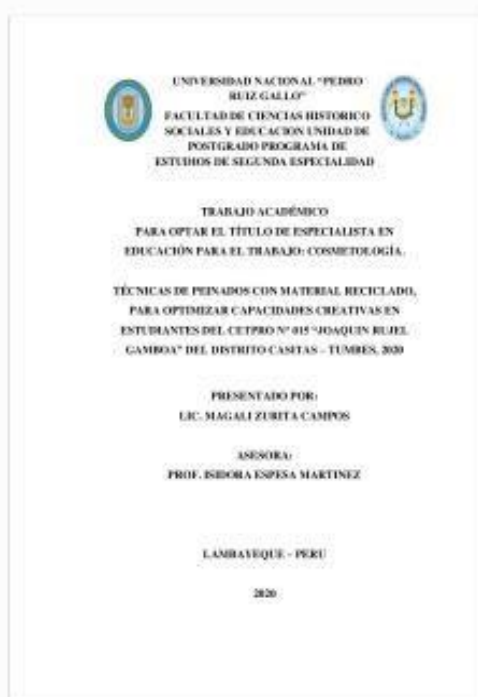 UNIVERSIDAD NACIONAL "PEDRO
RUIZ GALLO"
FACULTAD DE CIENCIAS HISTORICO
SOCIALES Y EDUCACION UNIDAD DE
POSTGRADO PROGRAMA DE
ESTUDIOS DE SEGUNDA ESPECIALIDAD
TRABAJO ACADÉMICO
PARA OPTAR EL TÍTULO DE ESPECIALISTA EN
EDUCACIÓN PARA EL TRABAJO: COSMETOLOGÍA.
TÉCNICAS DE PEINADOS CON MATERIAL RECICLADO,
PARA OPTIMIZAR CAPACIDADES CREATIVAS EN
ESTUDIANTES DEL CETPRO N° 015 "JOAQUIN RUJEL
GAMBOA" DEL DISTRITO CASITAS – TUMBES, 2020
PRESENTADO POR:
LIC. MAGALI ZURITA CAMPOS
ASESORA:
PROF. ISIDORA ESPESA MARTINEZ
LAMBAYEQUE – PERU
2020